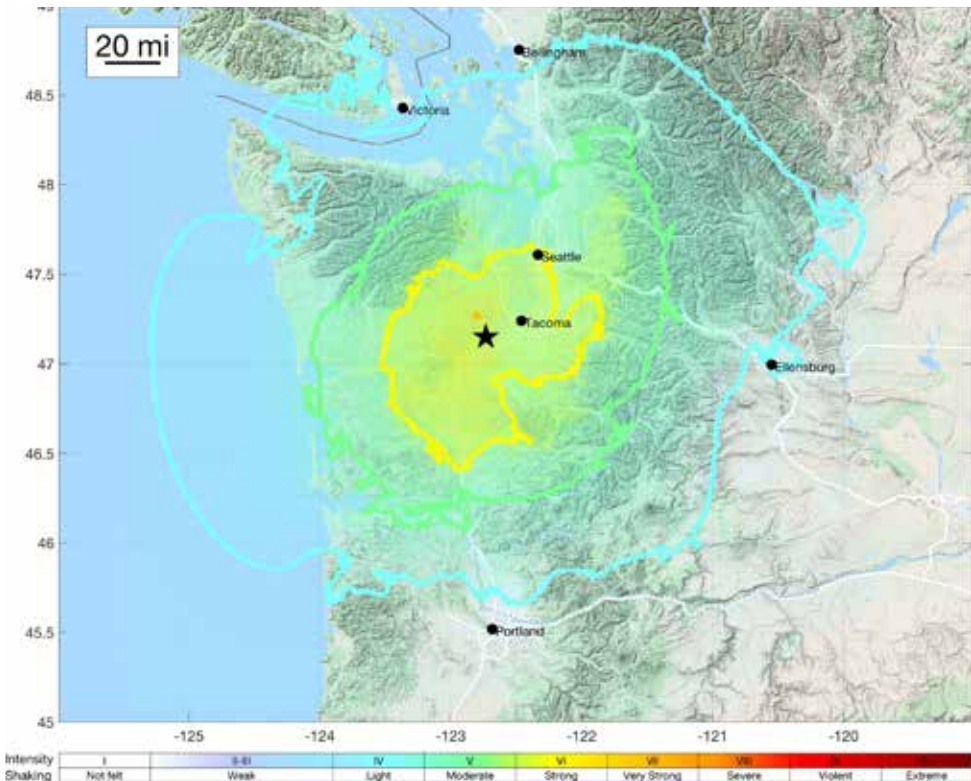 20 mi
Bellingham
48.5
Victoria
48
47.5
Seattle
Tacoma
47
Ellensburg
46.5
46
45.5
Portland
45
-125 -124 -123 -122 -121 -120
Intensity I II-III IV V VI VII VIII
Shaking Not felt Weak Light Moderate Strong Very Strong Severe Violent Extreme